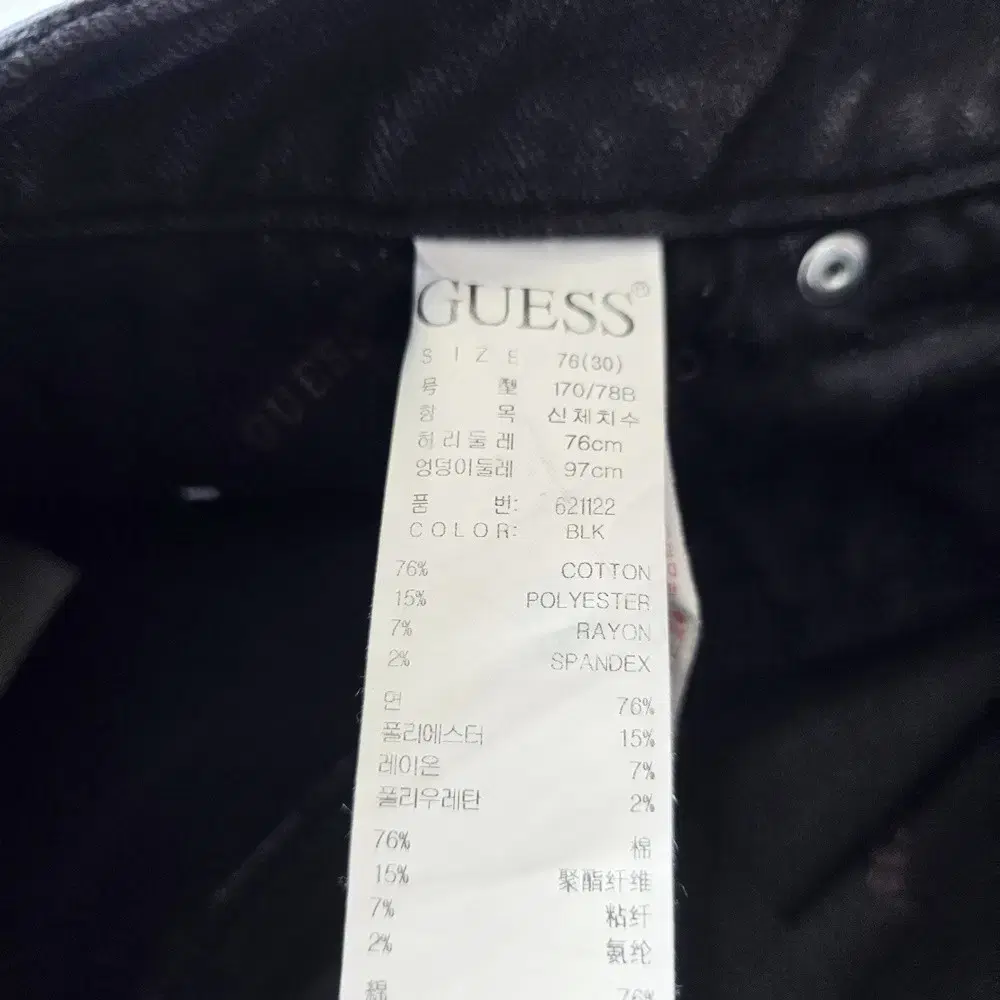 GUESS®
SIZE 76(30)
号型 170/78B
항목 신체치수
허리둘레 76cm
엉덩이둘레 97cm
품번: 621122
COLOR: BLK
76% COTTON
15% POLYESTER
7% RAYON
2% SPANDEX
면 76%
폴리에스터 15%
레이온 7%
폴리우레탄 2%
76% 棉
15% 聚酯纤维
7% 粘纤
2% 氨纶
綿 76%
GUESS